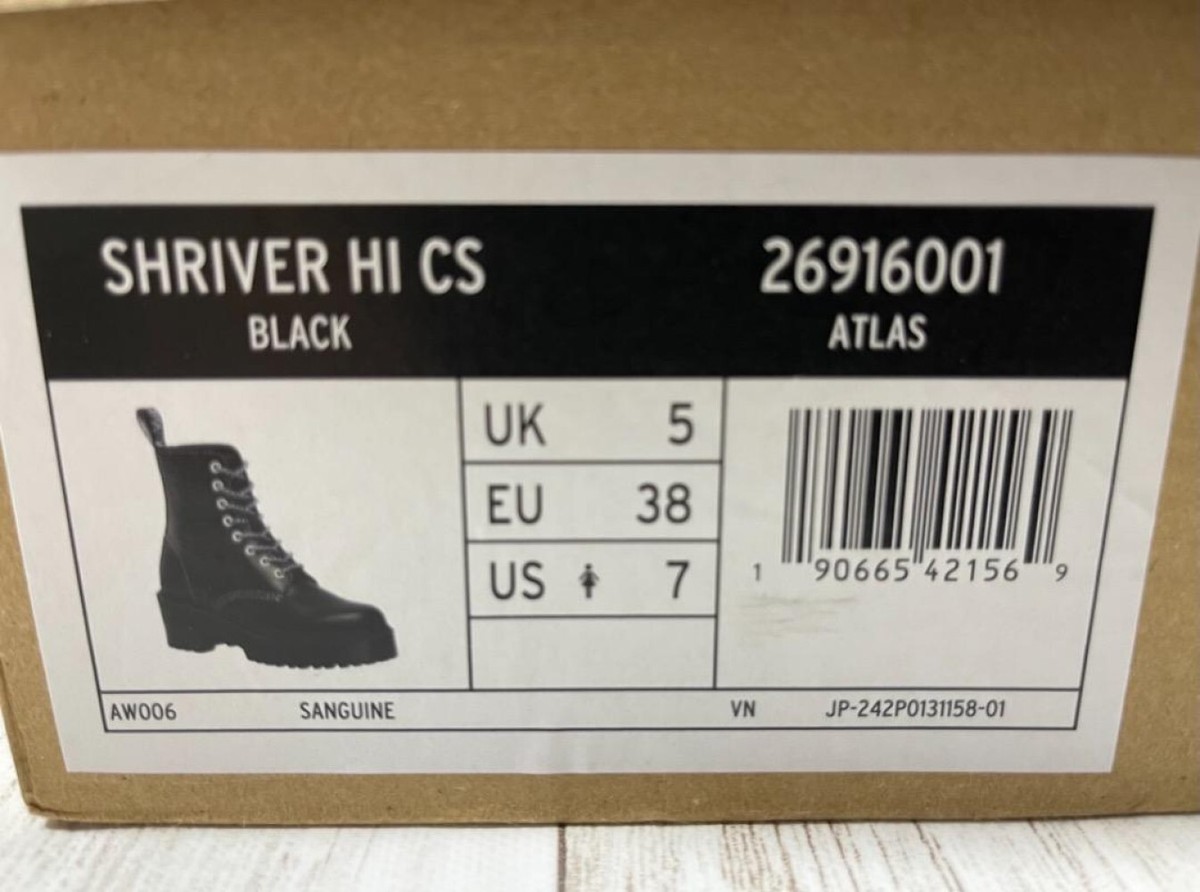 SHRIVER HI CS
BLACK
26916001
ATLAS
UK 5
EU 38
US 7
1 90665 42156 9
AW006 SANGUINE VN JP-242P0131158-01